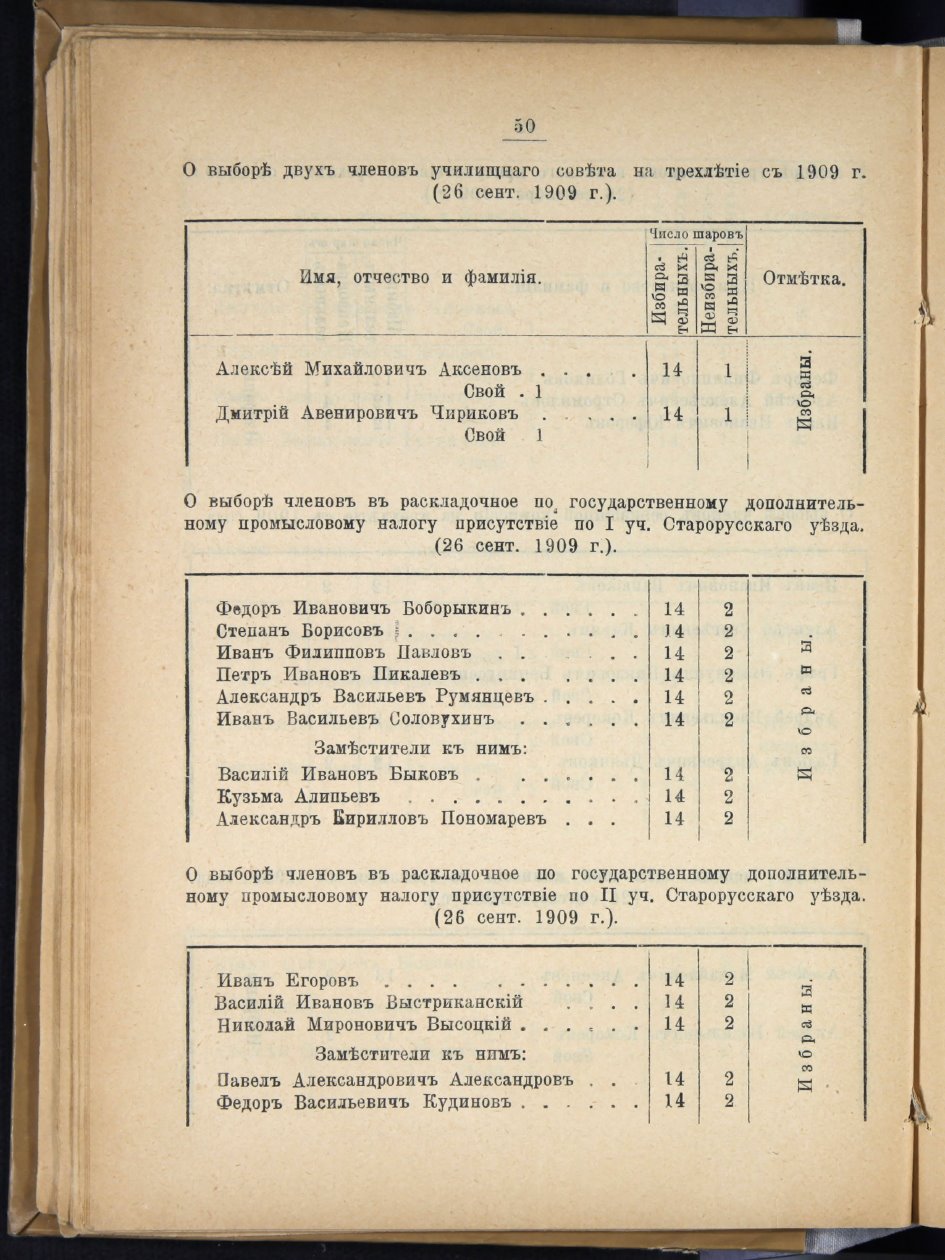 50
О выборѣ двухъ членовъ училищнаго совѣта на трехлѣтіе съ 1909 г.
(26 сент. 1909 г.).
Имя, отчество и фамилія.
Число шаровъ
Избира-
тельныхъ.
Неизбира-
тельныхъ.
Отмѣтка.
Алексѣй Михайловичъ Аксеновъ . . . . . 14 1
Свой . 1
Дмитрій Авенировичъ Чириковъ . . . . . 14 1
Свой 1
Избраны.
О выборѣ членовъ въ раскладочное по государственному дополнитель-
ному промысловому налогу присутствіе по I уч. Старорусскаго уѣзда.
(26 сент. 1909 г.).
Федоръ Ивановичъ Боборыкинъ . . . . . . 14 2
Степанъ Борисовъ . . . . . . . . . . . 14 2
Иванъ Филипповъ Павловъ . . . . . . 14 2
Петръ Ивановъ Пикалевъ . . . . . . . . 14 2
Александръ Васильевъ Румянцевъ . . . . . 14 2
Иванъ Васильевъ Соловухинъ . . . . . . 14 2
Замѣстители къ нимъ:
Василій Ивановъ Быковъ . . . . . . . 14 2
Кузьма Алипьевъ . . . . . . . . . . . 14 2
Александръ Кирилловъ Пономаревъ . . . 14 2
Избраны.
О выборѣ членовъ въ раскладочное по государственному дополнитель-
ному промысловому налогу присутствіе по II уч. Старорусскаго уѣзда.
(26 сент. 1909 г.).
Иванъ Егоровъ . . . . . . . . . . . 14 2
Василій Ивановъ Выстриканскій . . . . 14 2
Николай Мироновичъ Высоцкій . . . . . . 14 2
Замѣстители къ нимъ:
Павелъ Александровичъ Александровъ . . . 14 2
Федоръ Васильевичъ Кудиновъ . . . . . . 14 2
Избраны.